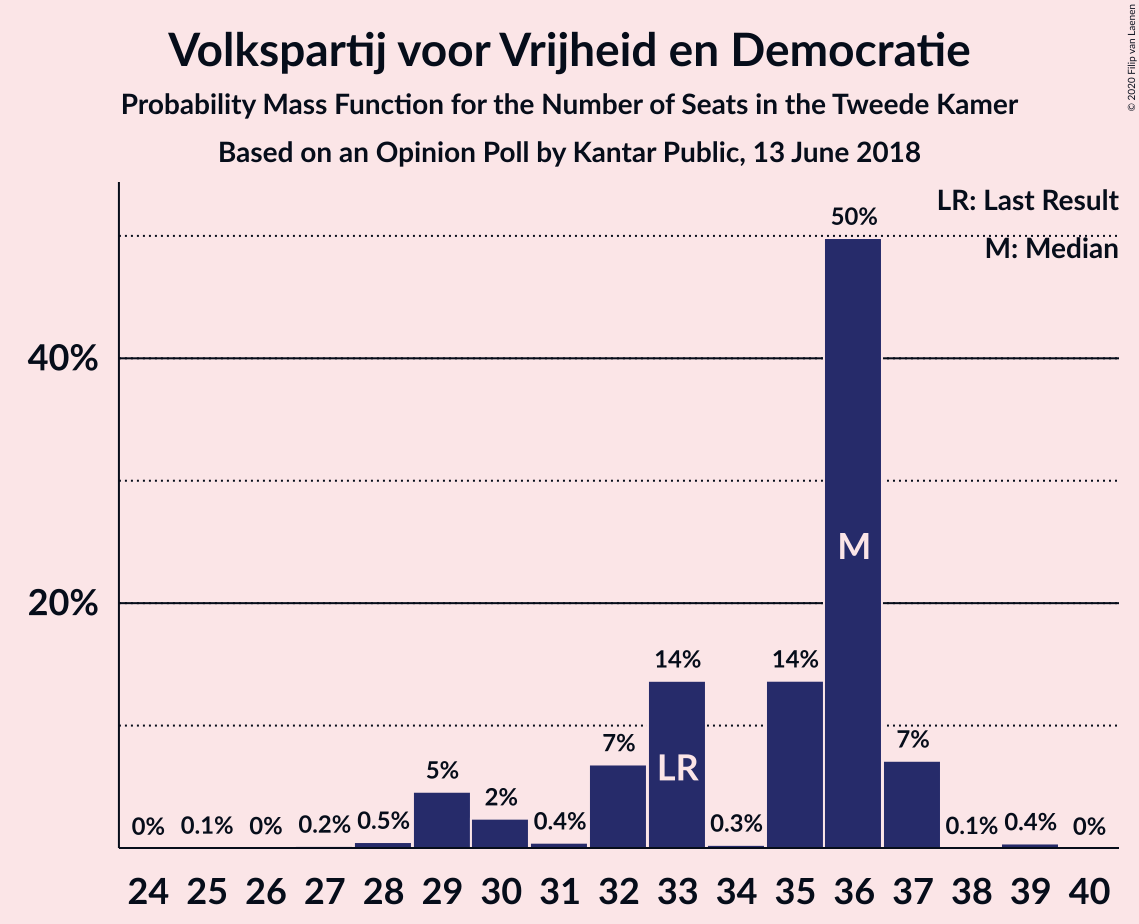 Volkspartij voor Vrijheid en Democratie
Probability Mass Function for the Number of Seats in the Tweede Kamer
Based on an Opinion Poll by Kantar Public, 13 June 2018
© 2020 Filip van Laenen
LR: Last Result
M: Median
50%
40%
20%
14%
14%
7%
7%
5%
2%
0%
0.1%
0%
0.2%
0.5%
0.4%
0.3%
0.1%
0.4%
0%
M
LR
24 25 26 27 28 29 30 31 32 33 34 35 36 37 38 39 40